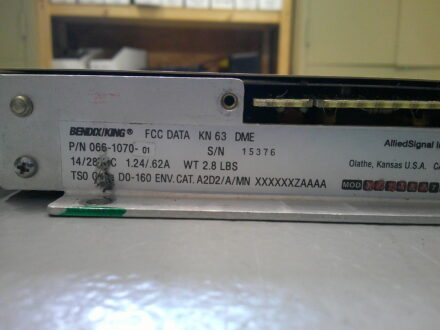 BENDIX/KING® FCC DATA KN 63 DME
P/N 066-1070-01 S/N 15376
AlliedSignal
14/28 1.24/.62A WT 2.8 LBS
Olathe, Kansas U.S.A.
TSO DO-160 ENV. CAT. A2D2/A/MN XXXXXXZAAAA
MOD